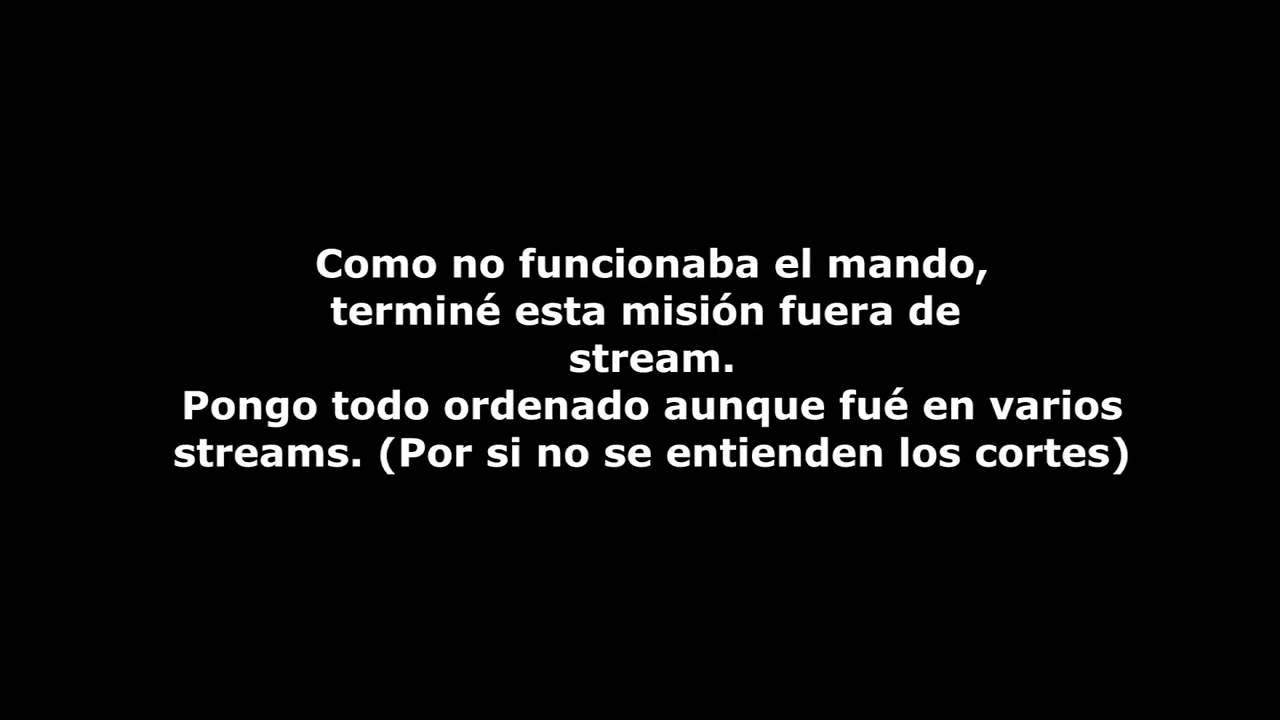 Como no funcionaba el mando,
terminé esta misión fuera de
stream.
Pongo todo ordenado aunque fué en varios
streams. (Por si no se entienden los cortes)